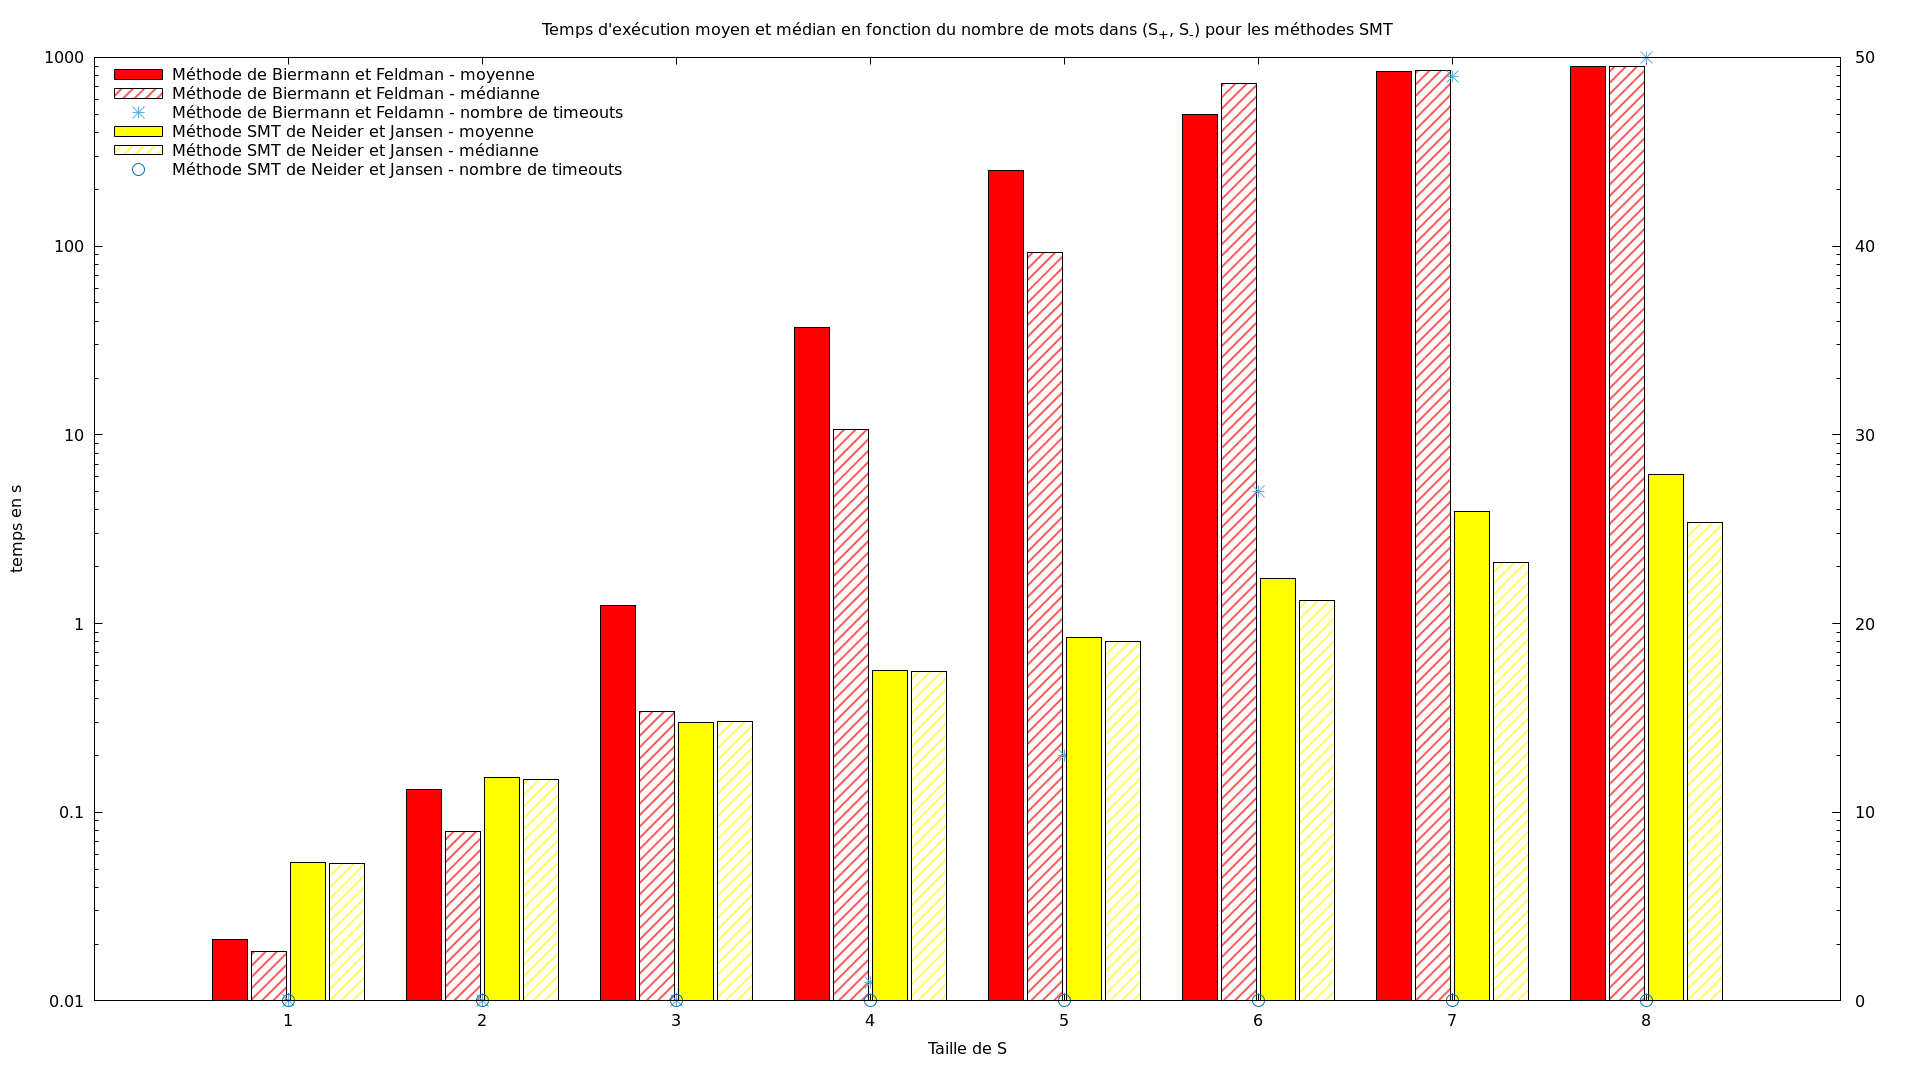 Temps d'exécution moyen et médian en fonction du nombre de mots dans (S+, S-) pour les méthodes SMT
Méthode de Biermann et Feldman - moyenne
Méthode de Biermann et Feldman - médianne
Méthode de Biermann et Feldamn - nombre de timeouts
Méthode SMT de Neider et Jansen - moyenne
Méthode SMT de Neider et Jansen - médianne
Méthode SMT de Neider et Jansen - nombre de timeouts
1000
100
10
1
0.1
0.01
temps en s
50
40
30
20
10
0
1 2 3 4 5 6 7 8
Taille de S